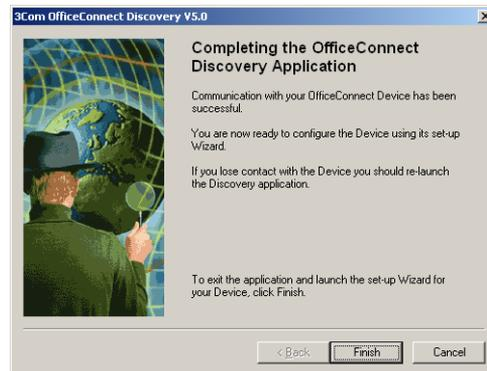 3Com OfficeConnect Discovery V5.0
Completing the OfficeConnect
Discovery Application
Communication with your OfficeConnect Device has been
successful.
You are now ready to configure the Device using its set-up
Wizard.
If you lose contact with the Device you should re-launch
the Discovery application.
To exit the application and launch the set-up Wizard for
your Device, click Finish.
< Back
Finish
Cancel